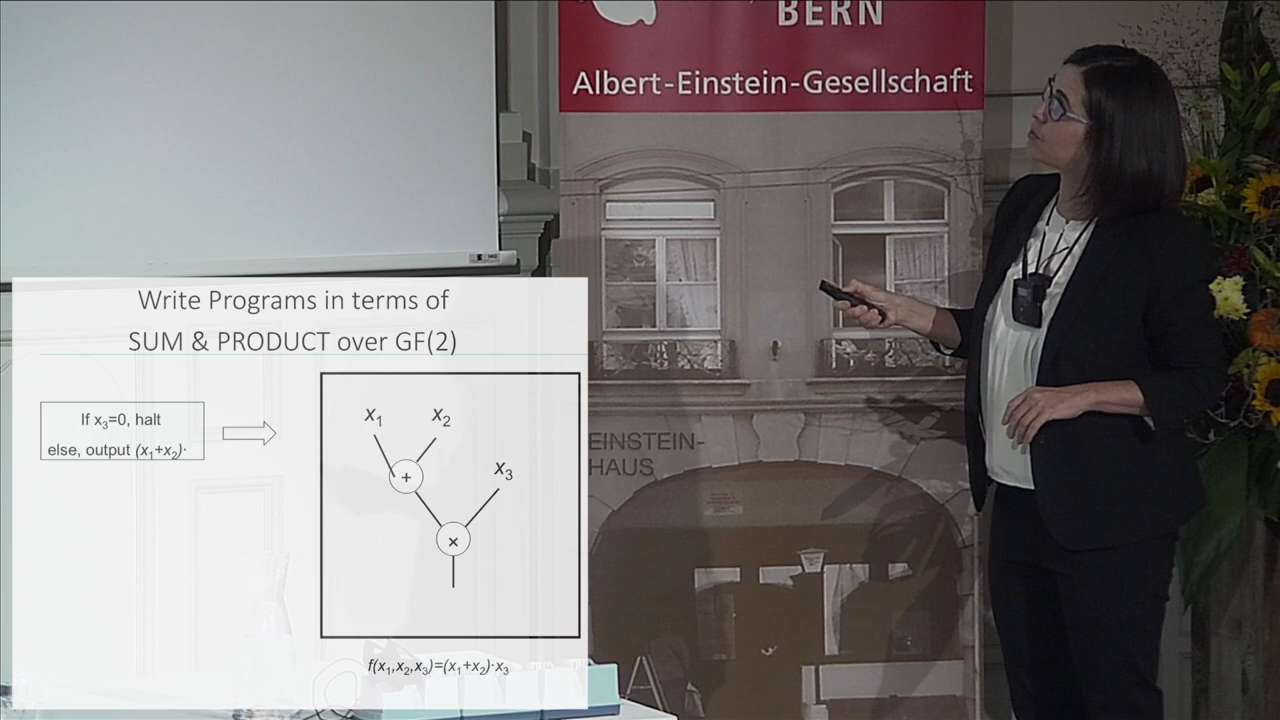 BERN
Albert-Einstein-Gesellschaft
EINSTEIN-
HAUS
Write Programs in terms of
SUM & PRODUCT over GF(2)
If x₃=0, halt
else, output (x₁+x₂)·
x₁
x₂
+
x₃
×
f(x₁,x₂,x₃)=(x₁+x₂)·x₃